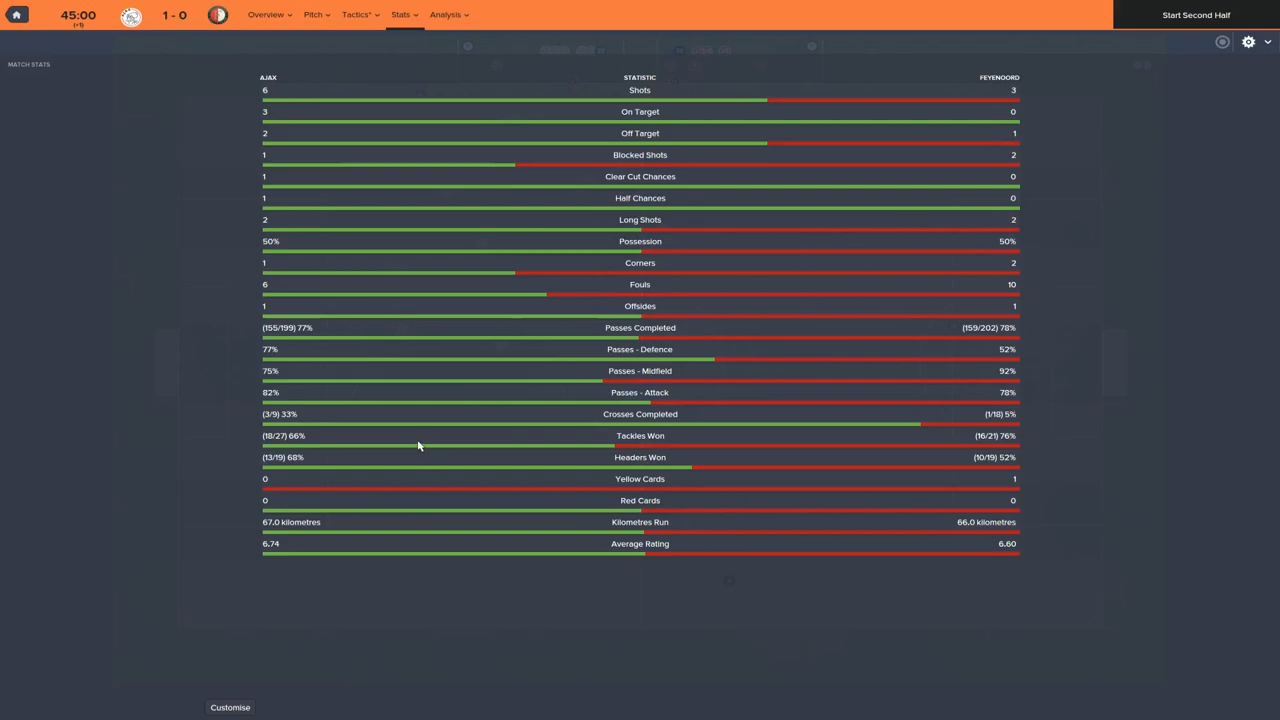 45:00 1 - 0 Overview Pitch Tactics* Stats Analysis Start Second Half
(+1)
MATCH STATS
AJAX STATISTIC FEYENOORD
6 Shots 3
3 On Target 0
2 Off Target 1
1 Blocked Shots 2
1 Clear Cut Chances 0
1 Half Chances 0
2 Long Shots 2
50% Possession 50%
1 Corners 2
6 Fouls 10
1 Offsides 1
(155/199) 77% Passes Completed (159/202) 78%
77% Passes - Defence 52%
75% Passes - Midfield 92%
82% Passes - Attack 78%
(3/9) 33% Crosses Completed (1/18) 5%
(18/27) 66% Tackles Won (16/21) 76%
(13/19) 68% Headers Won (10/19) 52%
0 Yellow Cards 1
0 Red Cards 0
67.0 kilometres Kilometres Run 66.0 kilometres
6.74 Average Rating 6.60
Customise